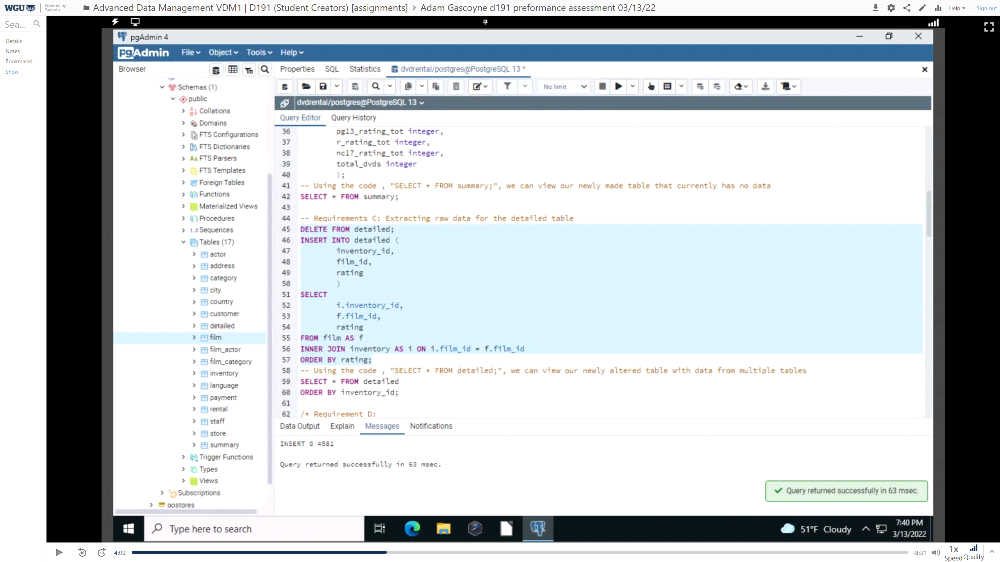 WGU Powered by Panopto
Advanced Data Management VDM1 | D191 (Student Creators) [assignments] > Adam Gascoyne d191 preformance assessment 03/13/22
Help
Sign out
Sea...
Details
Notes
Bookmarks
Show
pgAdmin 4
pgAdmin File Object Tools Help
Browser
Schemas (1)
public
Collations
Domains
FTS Configurations
FTS Dictionaries
FTS Parsers
FTS Templates
Foreign Tables
Functions
Materialized Views
Procedures
1..3 Sequences
Tables (17)
actor
address
category
city
country
customer
detailed
film
film_actor
film_category
inventory
language
payment
rental
staff
store
summary
Trigger Functions
Types
Views
Subscriptions
postgres
Properties SQL Statistics dvdrental/postgres@PostgreSQL 13 *
No limit
dvdrental/postgres@PostgreSQL 13
Query Editor Query History
36 pg13_rating_tot integer,
37 r_rating_tot integer,
38 nc17_rating_tot integer,
39 total_dvds integer
40 );
41 -- Using the code , "SELECT * FROM summary;", we can view our newly made table that currently has no data
42 SELECT * FROM summary;
43
44 -- Requirements C: Extracting raw data for the detailed table
45 DELETE FROM detailed;
46 INSERT INTO detailed (
47 inventory_id,
48 film_id,
49 rating
50 )
51 SELECT
52 i.inventory_id,
53 f.film_id,
54 rating
55 FROM film AS f
56 INNER JOIN inventory AS i ON i.film_id = f.film_id
57 ORDER BY rating;
58 -- Using the code , "SELECT * FROM detailed;", we can view our newly altered table with data from multiple tables
59 SELECT * FROM detailed
60 ORDER BY inventory_id;
61
62 /* Requirement D:
Data Output Explain Messages Notifications
INSERT 0 4581
Query returned successfully in 63 msec.
Query returned successfully in 63 msec.
Type here to search
51°F Cloudy
7:40 PM
3/13/2022
10 10 4:09
-8:31
1x
Speed Quality